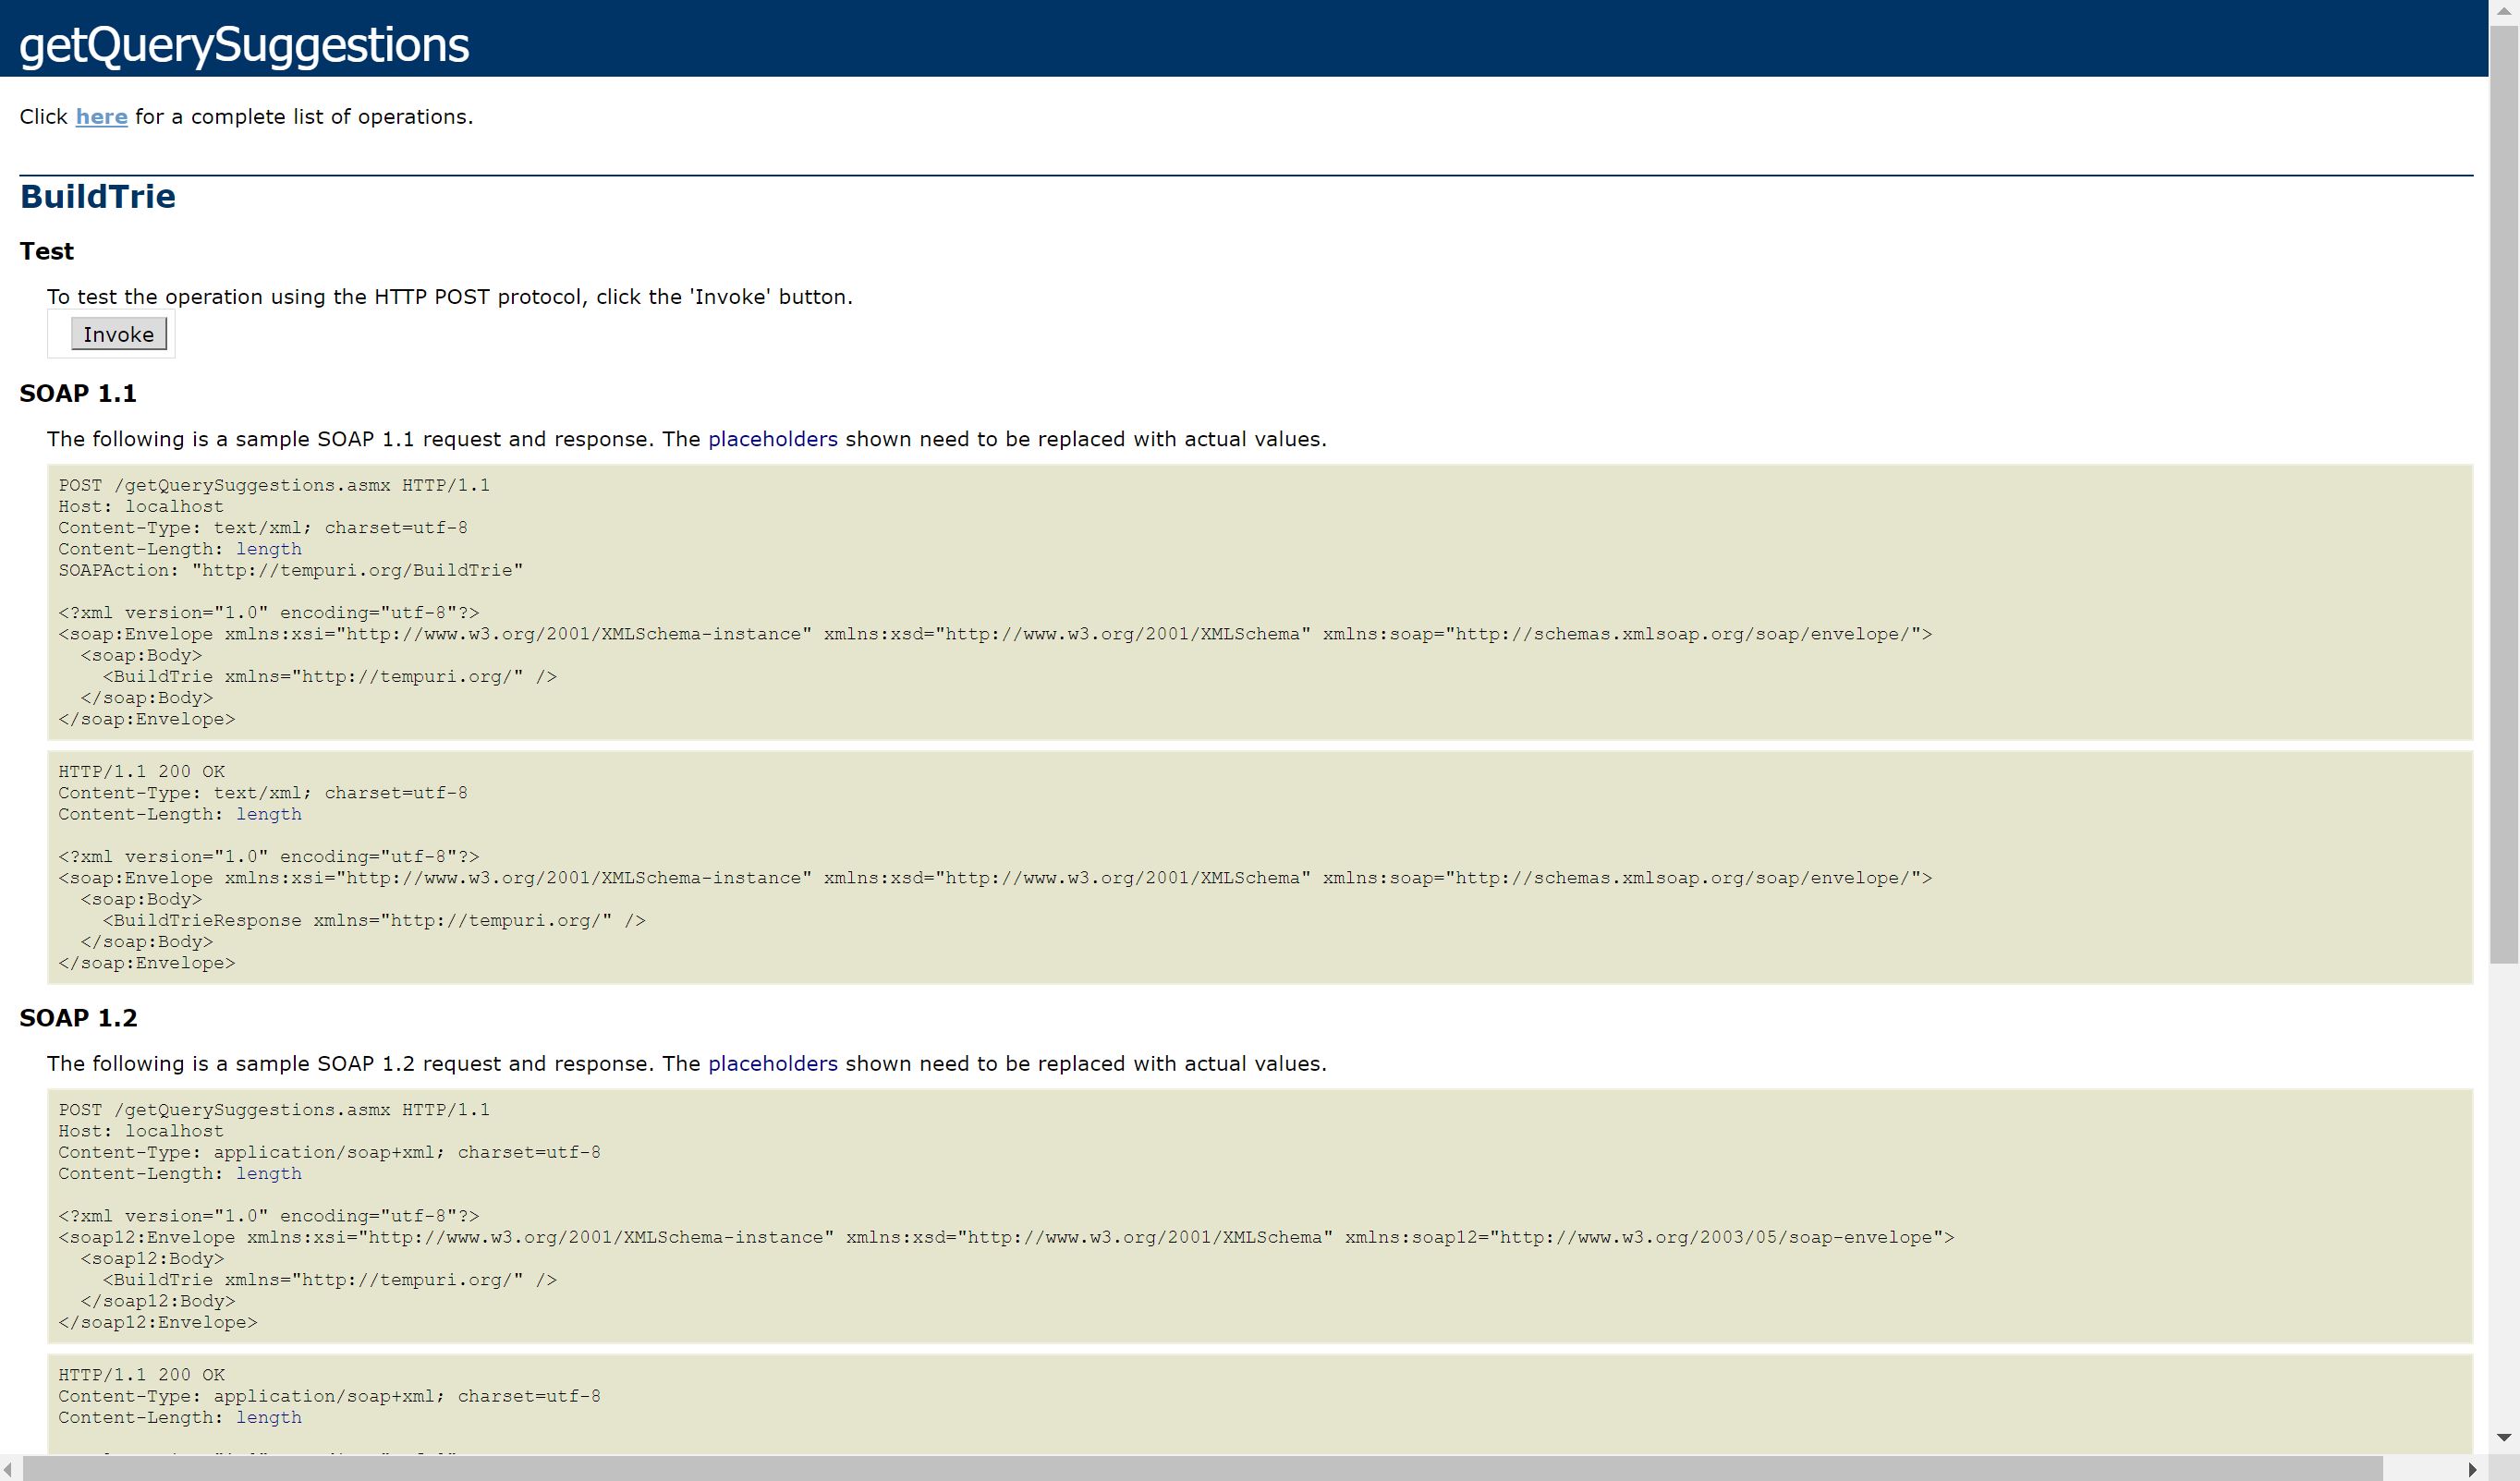 getQuerySuggestions
Click here for a complete list of operations.
BuildTrie
Test
To test the operation using the HTTP POST protocol, click the 'Invoke' button.
Invoke
SOAP 1.1
The following is a sample SOAP 1.1 request and response. The placeholders shown need to be replaced with actual values.
POST /getQuerySuggestions.asmx HTTP/1.1
Host: localhost
Content-Type: text/xml; charset=utf-8
Content-Length: length
SOAPAction: "http://tempuri.org/BuildTrie"
<?xml version="1.0" encoding="utf-8"?>
<soap:Envelope xmlns:xsi="http://www.w3.org/2001/XMLSchema-instance" xmlns:xsd="http://www.w3.org/2001/XMLSchema" xmlns:soap="http://schemas.xmlsoap.org/soap/envelope/">
  <soap:Body>
    <BuildTrie xmlns="http://tempuri.org/" />
  </soap:Body>
</soap:Envelope>
HTTP/1.1 200 OK
Content-Type: text/xml; charset=utf-8
Content-Length: length
<?xml version="1.0" encoding="utf-8"?>
<soap:Envelope xmlns:xsi="http://www.w3.org/2001/XMLSchema-instance" xmlns:xsd="http://www.w3.org/2001/XMLSchema" xmlns:soap="http://schemas.xmlsoap.org/soap/envelope/">
  <soap:Body>
    <BuildTrieResponse xmlns="http://tempuri.org/" />
  </soap:Body>
</soap:Envelope>
SOAP 1.2
The following is a sample SOAP 1.2 request and response. The placeholders shown need to be replaced with actual values.
POST /getQuerySuggestions.asmx HTTP/1.1
Host: localhost
Content-Type: application/soap+xml; charset=utf-8
Content-Length: length
<?xml version="1.0" encoding="utf-8"?>
<soap12:Envelope xmlns:xsi="http://www.w3.org/2001/XMLSchema-instance" xmlns:xsd="http://www.w3.org/2001/XMLSchema" xmlns:soap12="http://www.w3.org/2003/05/soap-envelope">
  <soap12:Body>
    <BuildTrie xmlns="http://tempuri.org/" />
  </soap12:Body>
</soap12:Envelope>
HTTP/1.1 200 OK
Content-Type: application/soap+xml; charset=utf-8
Content-Length: length